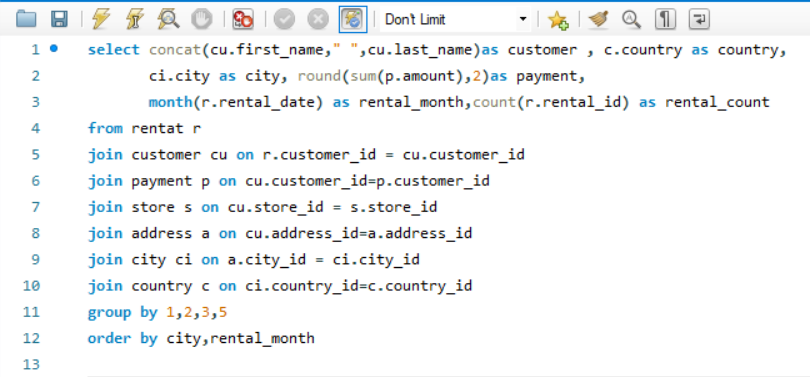 Don't Limit
1 select concat(cu.first_name," ",cu.last_name)as customer , c.country as country,
2 ci.city as city, round(sum(p.amount),2)as payment,
3 month(r.rental_date) as rental_month,count(r.rental_id) as rental_count
4 from rentat r
5 join customer cu on r.customer_id = cu.customer_id
6 join payment p on cu.customer_id=p.customer_id
7 join store s on cu.store_id = s.store_id
8 join address a on cu.address_id=a.address_id
9 join city ci on a.city_id = ci.city_id
10 join country c on ci.country_id=c.country_id
11 group by 1,2,3,5
12 order by city,rental_month
13